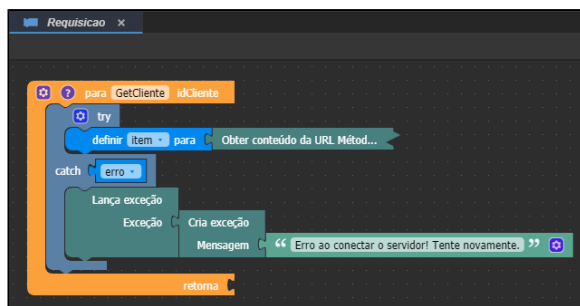 Requisicao ×
? para GetCliente idCliente
try
definir item para Obter conteúdo da URL Métod...
catch erro
Lança exceção
Exceção Cria exceção
Mensagem “ Erro ao conectar o servidor! Tente novamente. ”
retorna